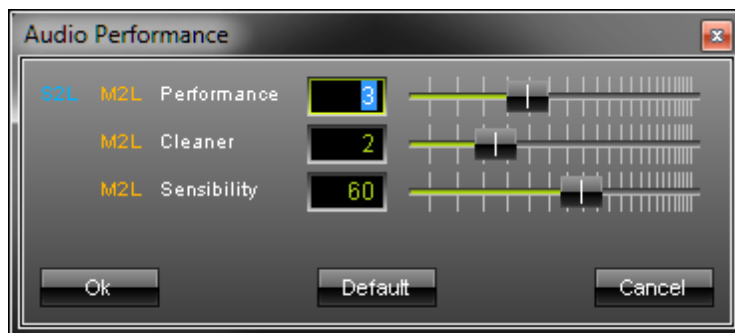 Audio Performance
S2L M2L Performance 3
M2L Cleaner 2
M2L Sensibility 60
Ok Default Cancel